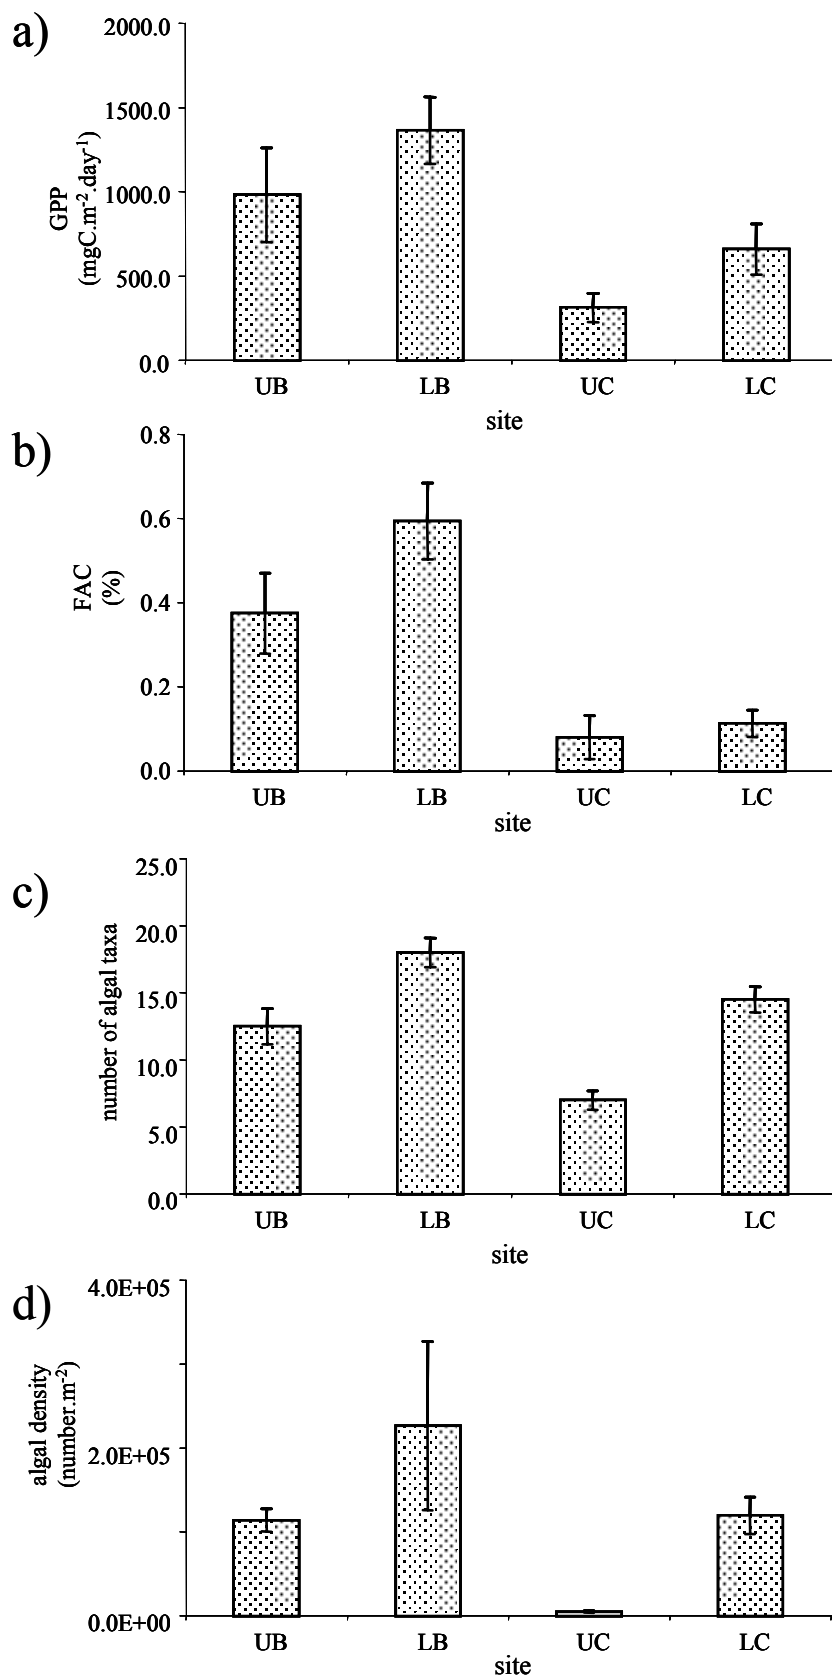 a)
2000.0
1500.0
1000.0
500.0
0.0
GPP
(mgC.m⁻².day⁻¹)
UB LB UC LC
site
b)
0.8
0.6
0.4
0.2
0.0
FAC
(%)
UB LB UC LC
site
c)
25.0
20.0
15.0
10.0
5.0
0.0
number of algal taxa
UB LB UC LC
site
d)
4.0E+05
2.0E+05
0.0E+00
algal density
(number.m⁻²)
UB LB UC LC
site